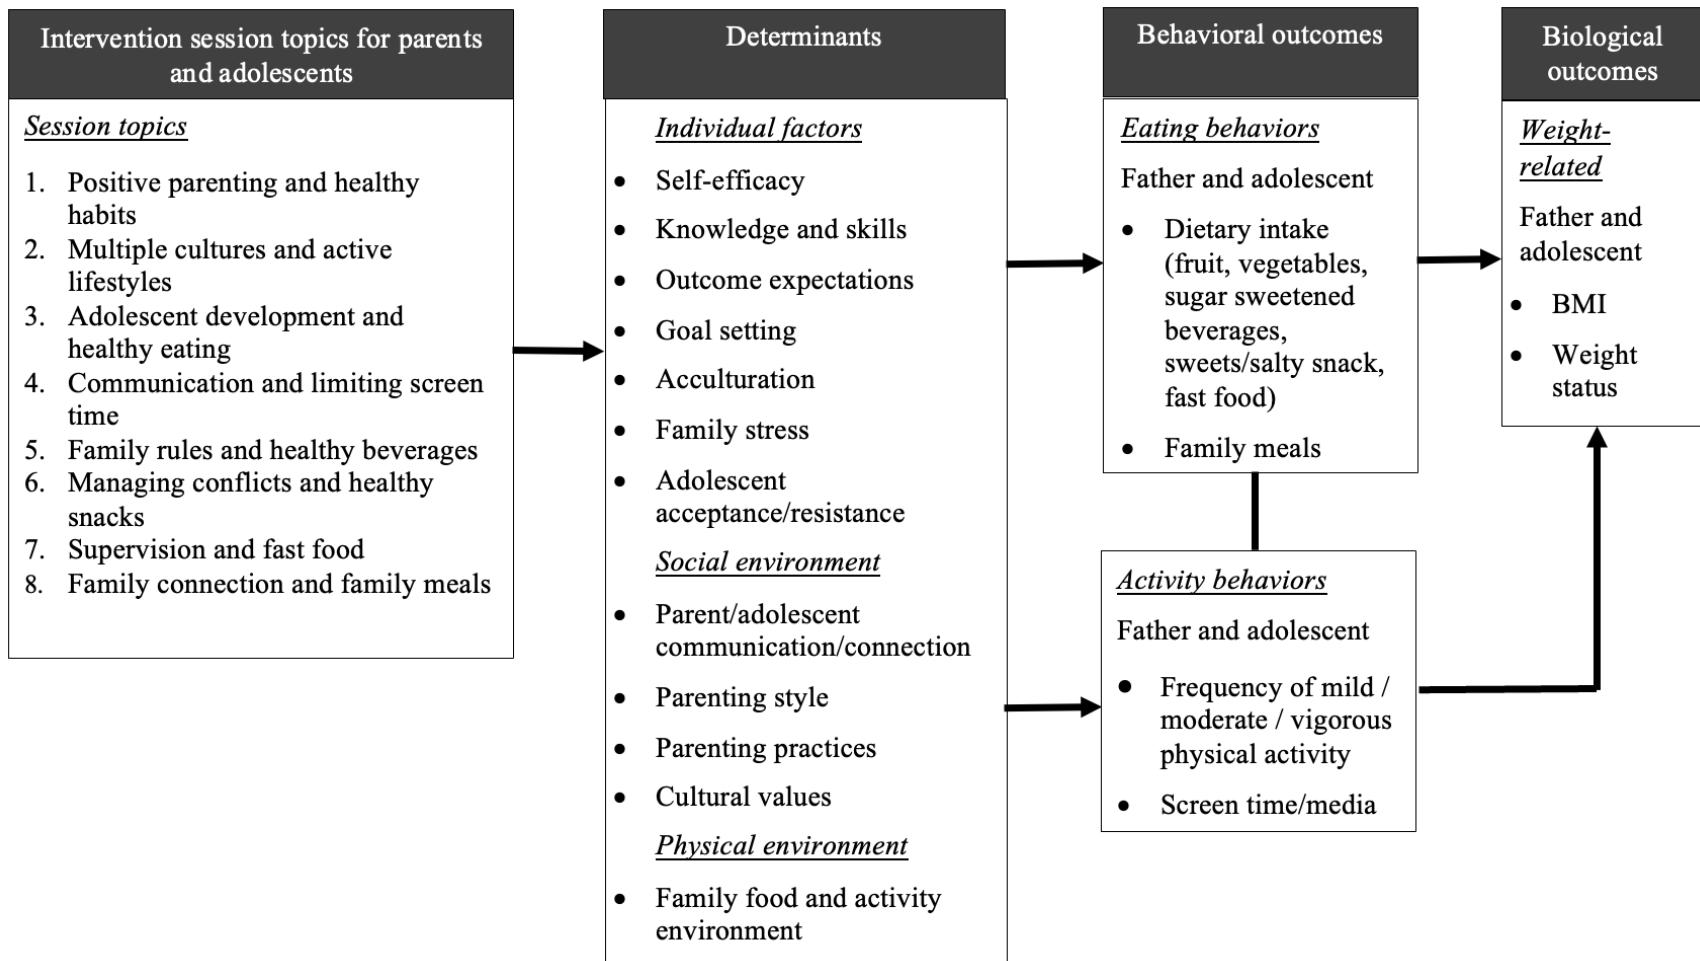 Intervention session topics for parents
and adolescents
Session topics
1. Positive parenting and healthy
habits
2. Multiple cultures and active
lifestyles
3. Adolescent development and
healthy eating
4. Communication and limiting screen
time
5. Family rules and healthy beverages
6. Managing conflicts and healthy
snacks
7. Supervision and fast food
8. Family connection and family meals
Determinants
Individual factors
• Self-efficacy
• Knowledge and skills
• Outcome expectations
• Goal setting
• Acculturation
• Family stress
• Adolescent
acceptance/resistance
Social environment
• Parent/adolescent
communication/connection
• Parenting style
• Parenting practices
• Cultural values
Physical environment
• Family food and activity
environment
Behavioral outcomes
Eating behaviors
Father and adolescent
• Dietary intake
(fruit, vegetables,
sugar sweetened
beverages,
sweets/salty snack,
fast food)
• Family meals
Activity behaviors
Father and adolescent
• Frequency of mild /
moderate / vigorous
physical activity
• Screen time/media
Biological
outcomes
Weight-
related
Father and
adolescent
• BMI
• Weight
status